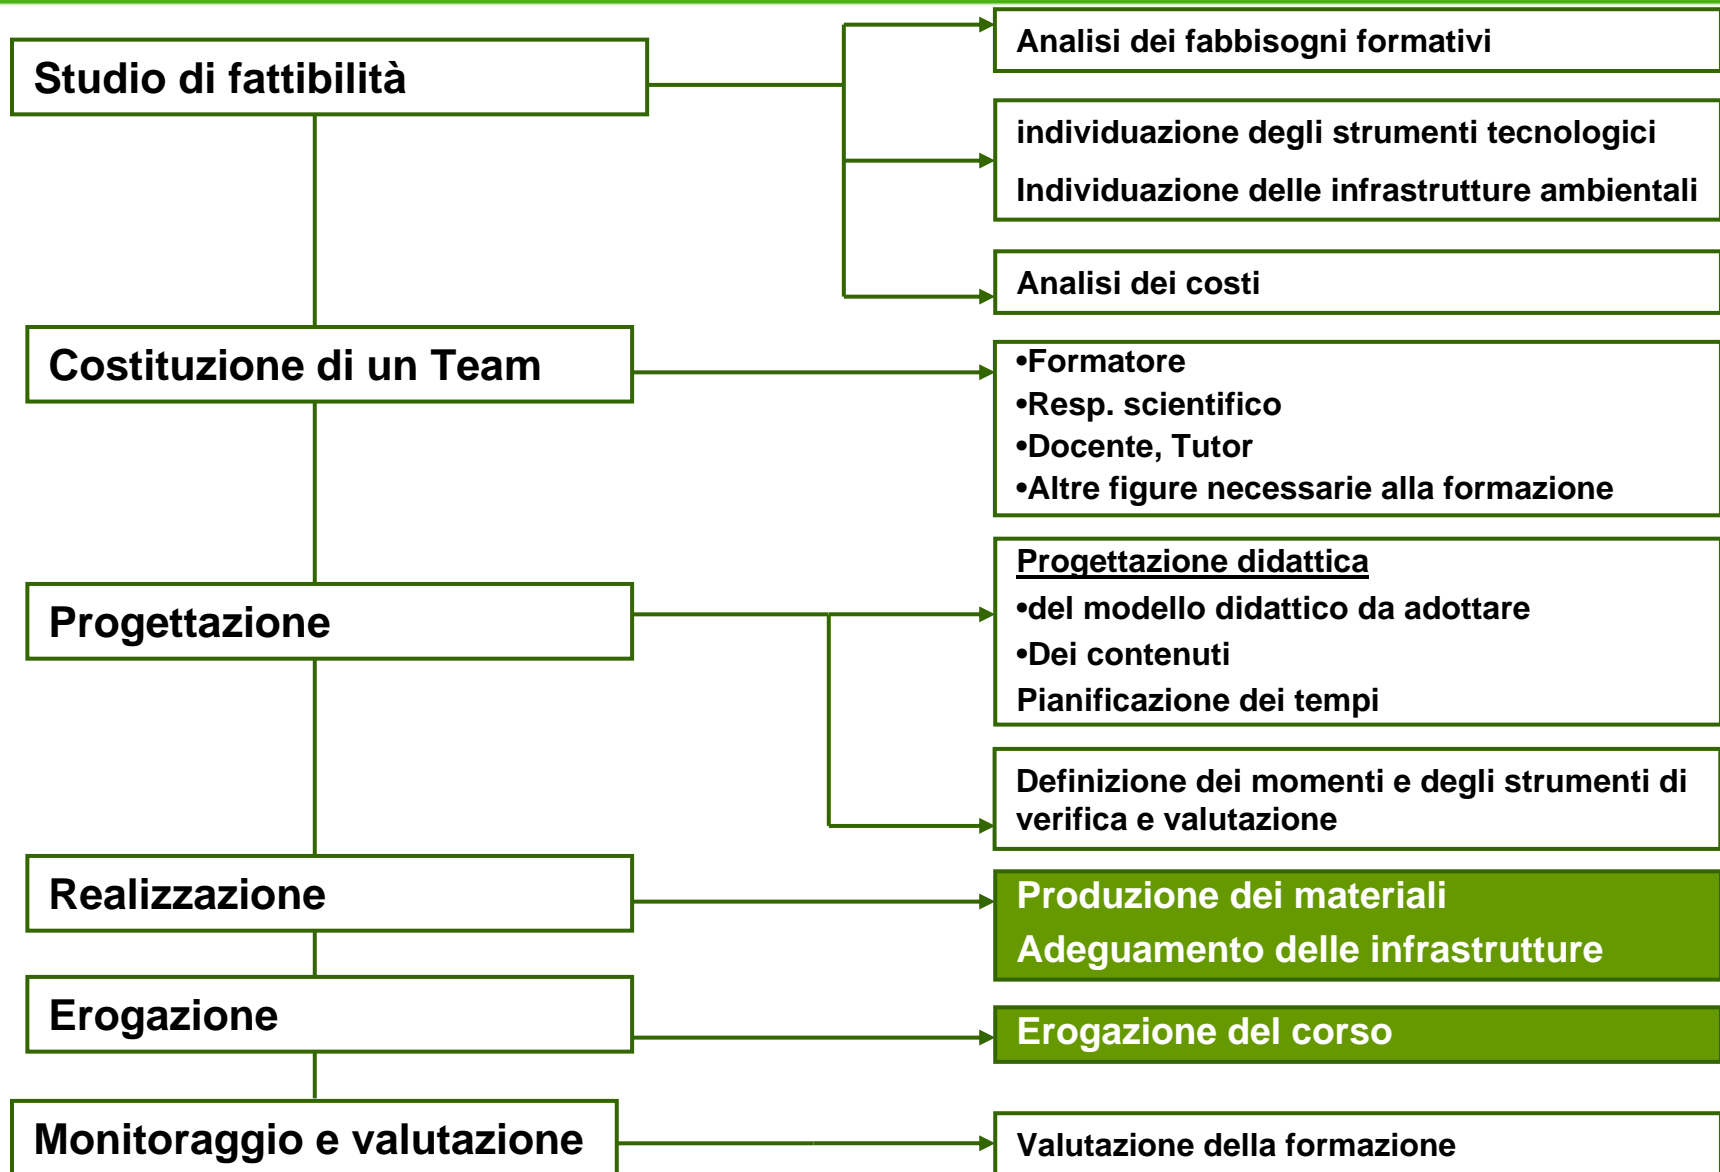 Studio di fattibilità
Analisi dei fabbisogni formativi
individuazione degli strumenti tecnologici
Individuazione delle infrastrutture ambientali
Analisi dei costi
Costituzione di un Team
•Formatore
•Resp. scientifico
•Docente, Tutor
•Altre figure necessarie alla formazione
Progettazione
Progettazione didattica
•del modello didattico da adottare
•Dei contenuti
Pianificazione dei tempi
Definizione dei momenti e degli strumenti di
verifica e valutazione
Realizzazione
Produzione dei materiali
Adeguamento delle infrastrutture
Erogazione
Erogazione del corso
Monitoraggio e valutazione
Valutazione della formazione